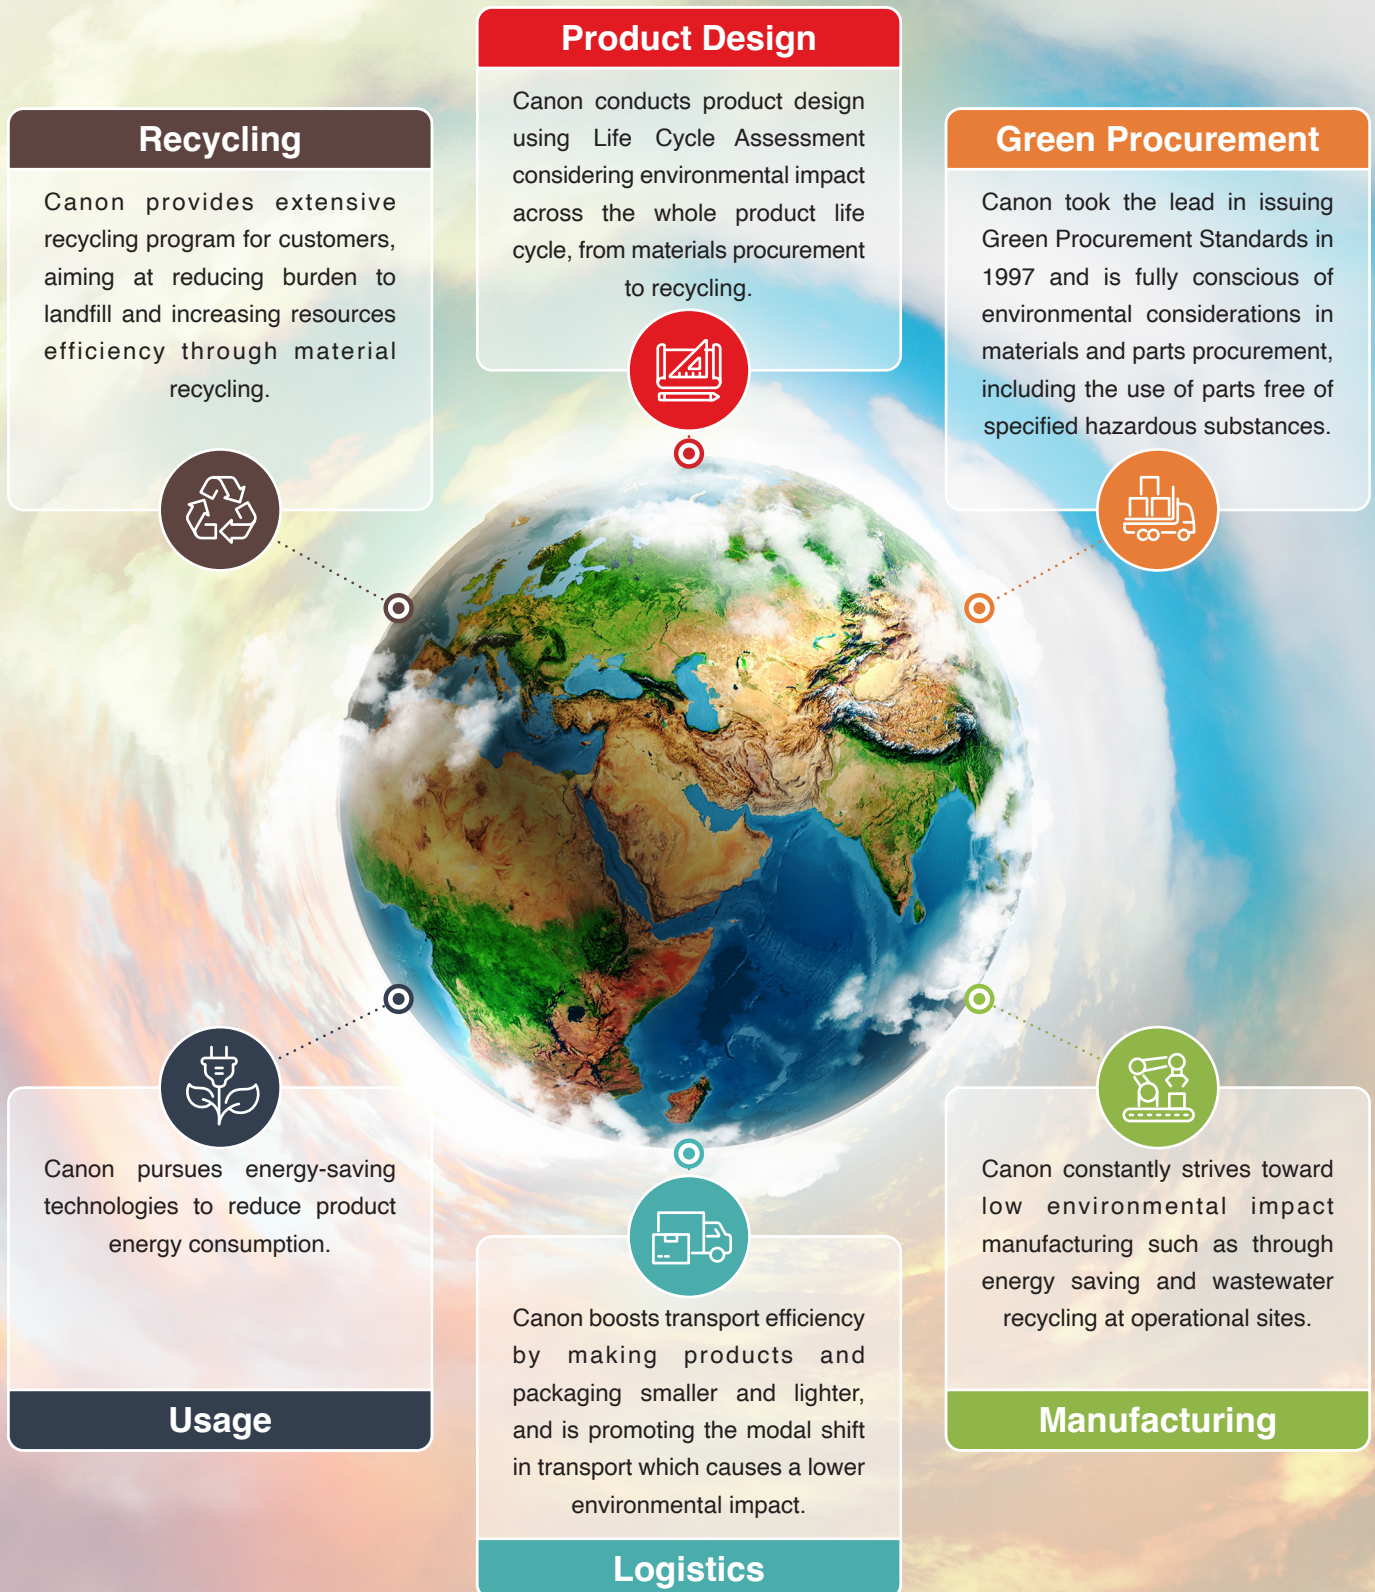 Product Design
Canon conducts product design
using Life Cycle Assessment
considering environmental impact
across the whole product life
cycle, from materials procurement
to recycling.
Recycling
Canon provides extensive
recycling program for customers,
aiming at reducing burden to
landfill and increasing resources
efficiency through material
recycling.
Green Procurement
Canon took the lead in issuing
Green Procurement Standards in
1997 and is fully conscious of
environmental considerations in
materials and parts procurement,
including the use of parts free of
specified hazardous substances.
Canon pursues energy-saving
technologies to reduce product
energy consumption.
Usage
Canon boosts transport efficiency
by making products and
packaging smaller and lighter,
and is promoting the modal shift
in transport which causes a lower
environmental impact.
Logistics
Canon constantly strives toward
low environmental impact
manufacturing such as through
energy saving and wastewater
recycling at operational sites.
Manufacturing